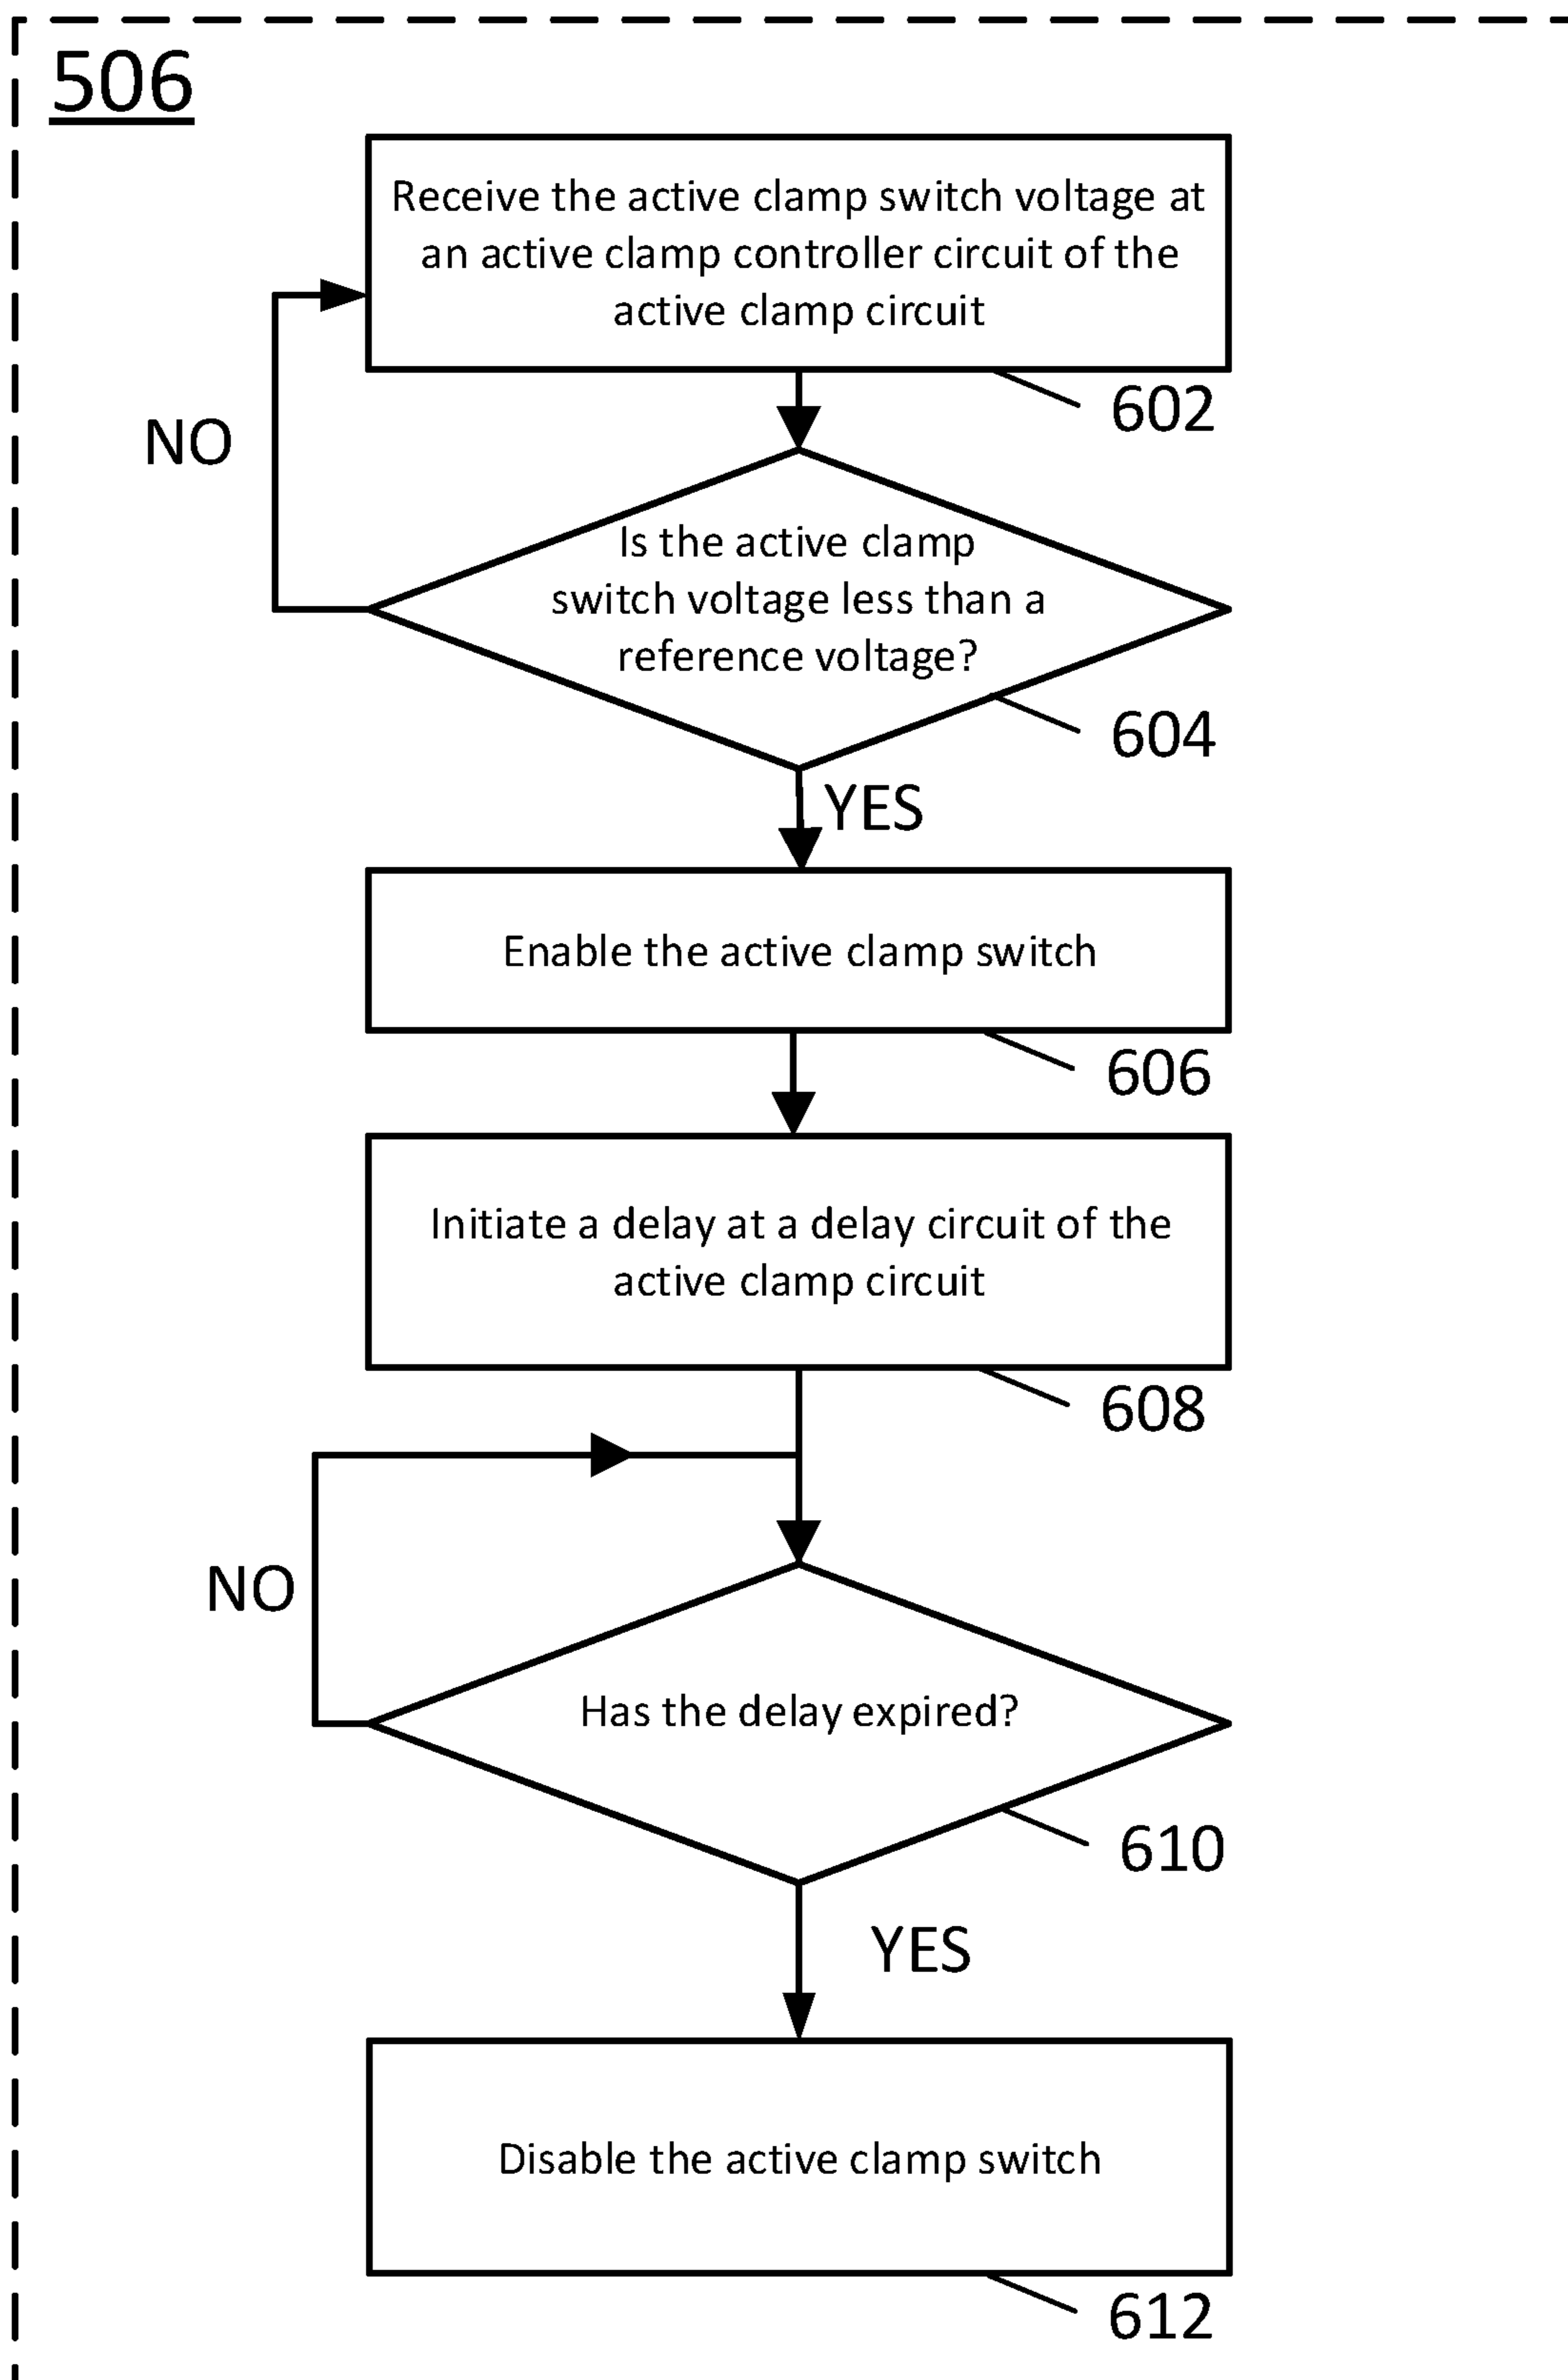 506
Receive the active clamp switch voltage at
an active clamp controller circuit of the
active clamp circuit
602
NO
Is the active clamp
switch voltage less than a
reference voltage?
604
YES
Enable the active clamp switch
606
Initiate a delay at a delay circuit of the
active clamp circuit
608
NO
Has the delay expired?
610
YES
Disable the active clamp switch
612